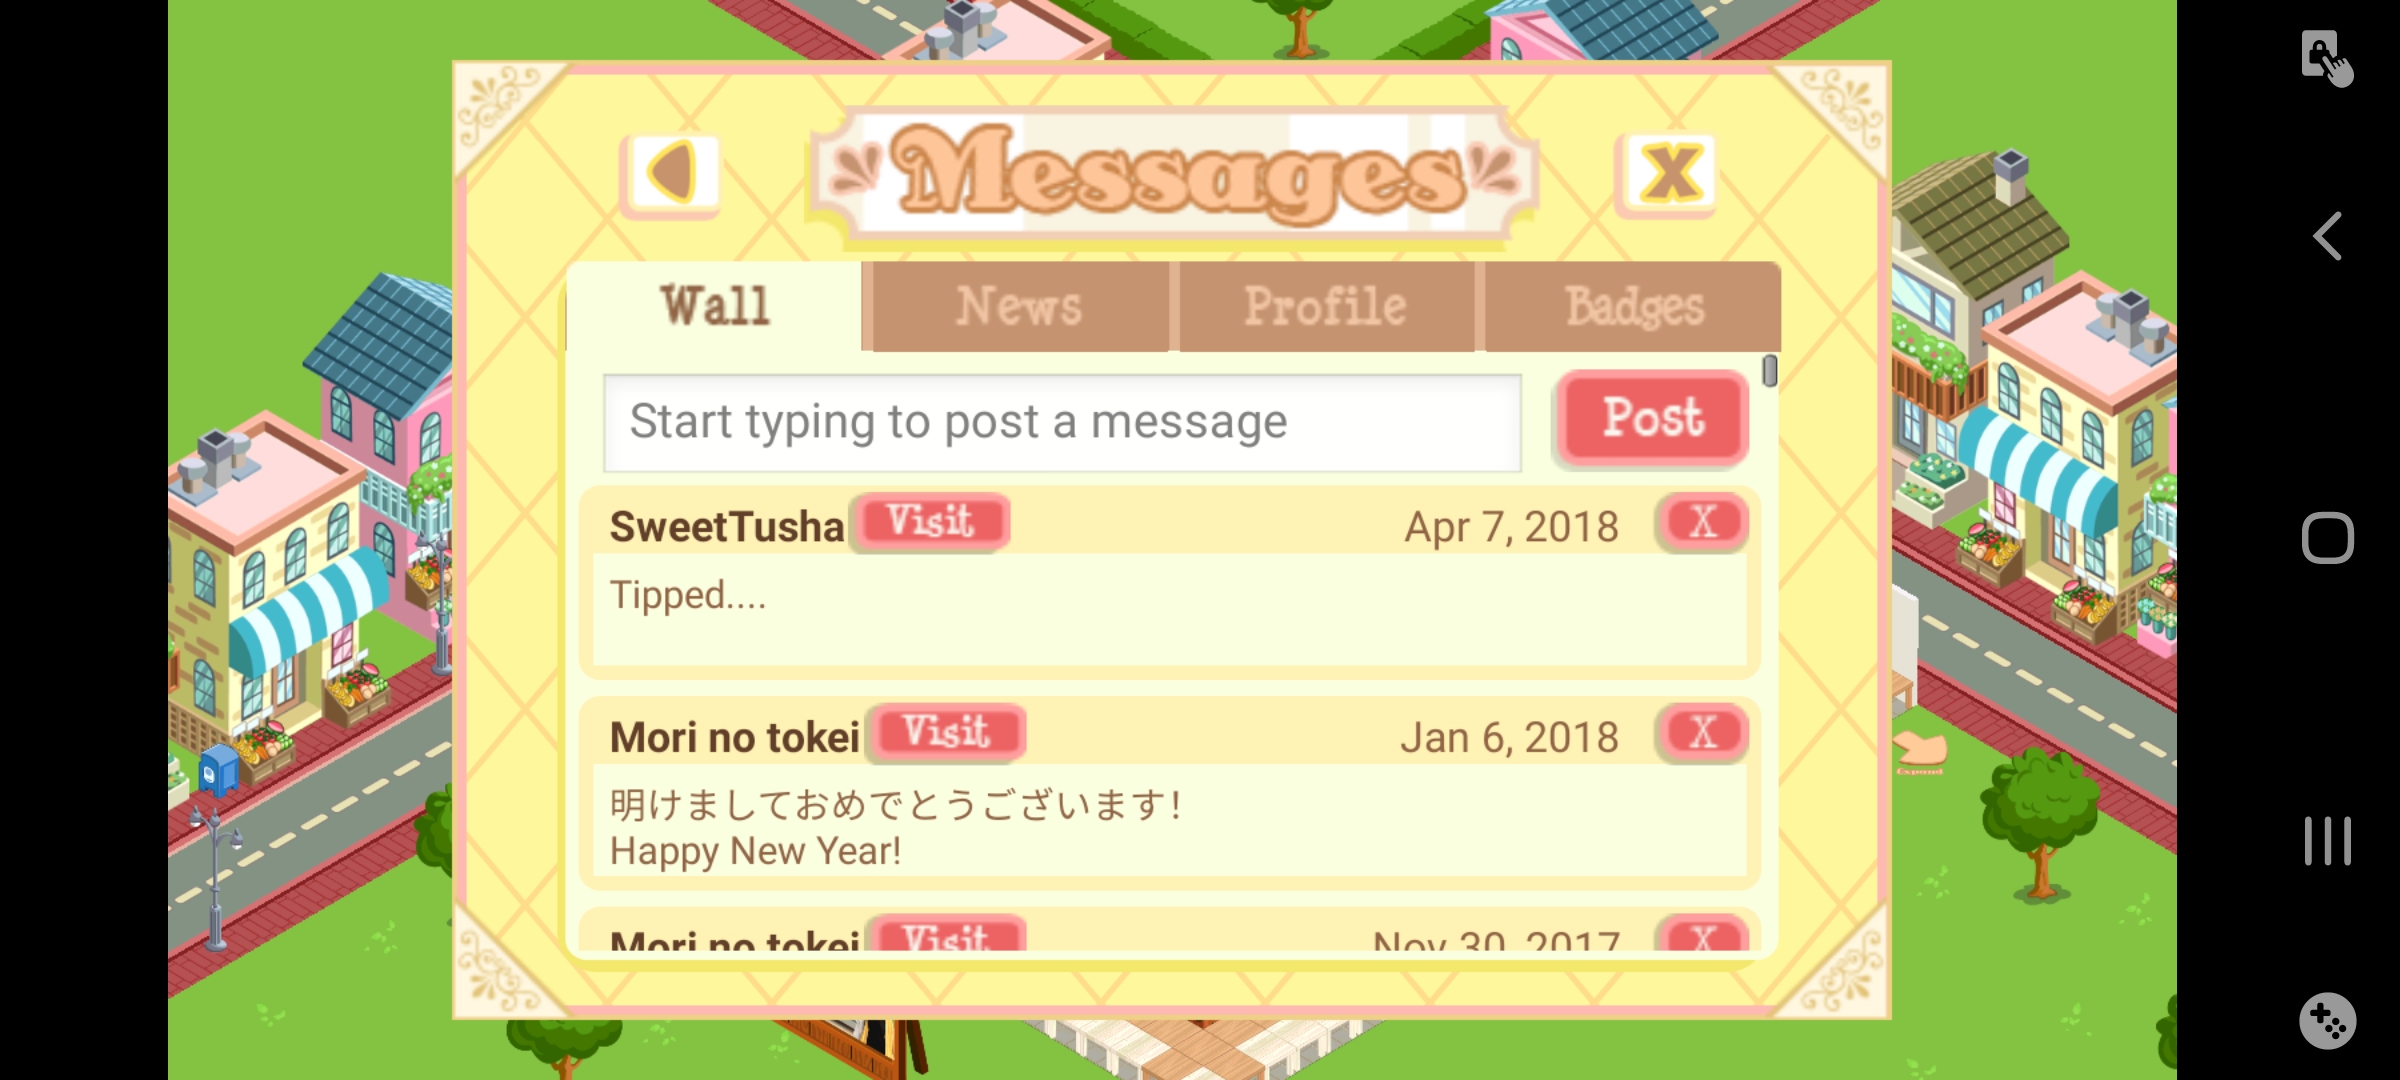 Messages
Wall
News
Profile
Badges
Start typing to post a message
Post
SweetTusha
Visit
Apr 7, 2018
X
Tipped....
Mori no tokei
Visit
Jan 6, 2018
X
明けましておめでとうございます!
Happy New Year!
Mori no tokei
Visit
Nov 30, 2017
X
Expand